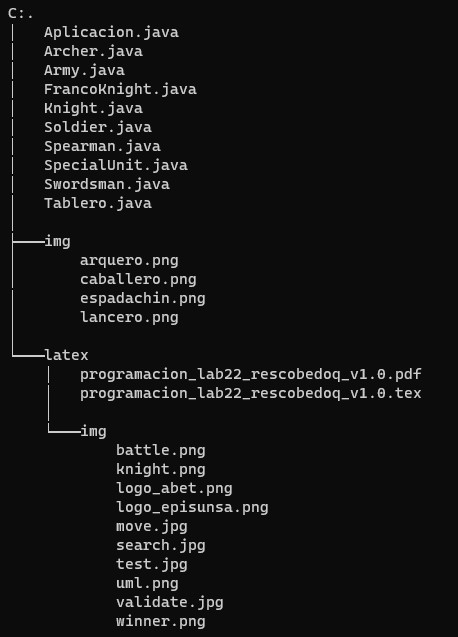 C:.
│   Aplicacion.java
│   Archer.java
│   Army.java
│   FrancoKnight.java
│   Knight.java
│   Soldier.java
│   Spearman.java
│   SpecialUnit.java
│   Swordsman.java
│   Tablero.java
│
├───img
│       arquero.png
│       caballero.png
│       espadachin.png
│       lancero.png
│
└───latex
    │   programacion_lab22_rescobedoq_v1.0.pdf
    │   programacion_lab22_rescobedoq_v1.0.tex
    │
    └───img
            battle.png
            knight.png
            logo_abet.png
            logo_episunsa.png
            move.jpg
            search.jpg
            test.jpg
            uml.png
            validate.jpg
            winner.png